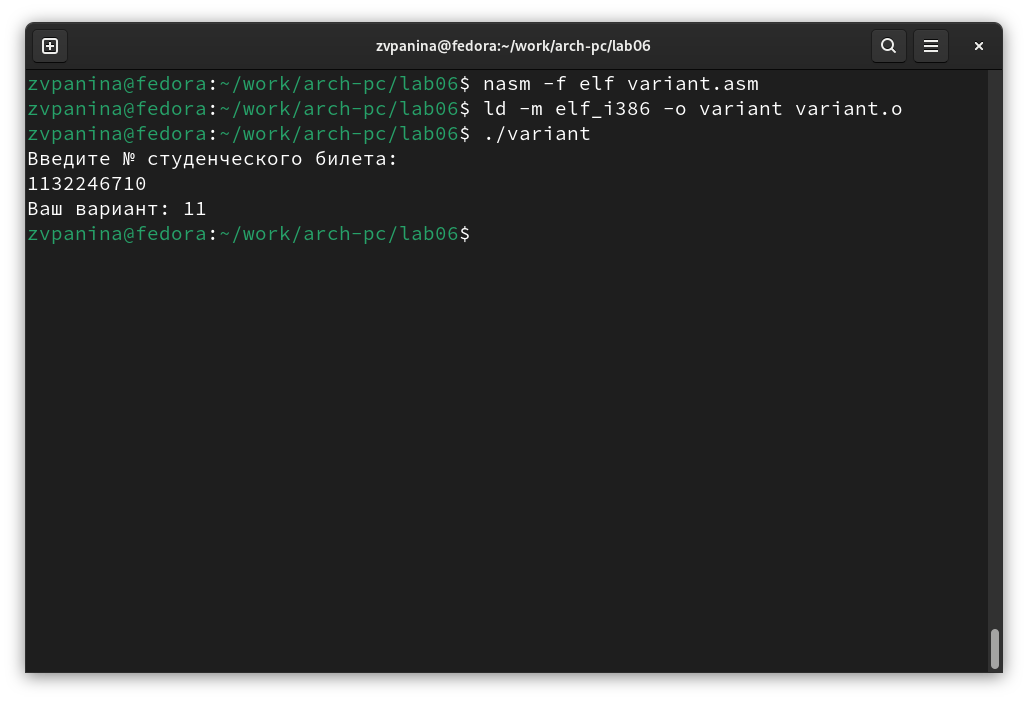 zvpanina@fedora:~/work/arch-pc/lab06
zvpanina@fedora:~/work/arch-pc/lab06$ nasm -f elf variant.asm
zvpanina@fedora:~/work/arch-pc/lab06$ ld -m elf_i386 -o variant variant.o
zvpanina@fedora:~/work/arch-pc/lab06$ ./variant
Введите № студенческого билета:
1132246710
Ваш вариант: 11
zvpanina@fedora:~/work/arch-pc/lab06$